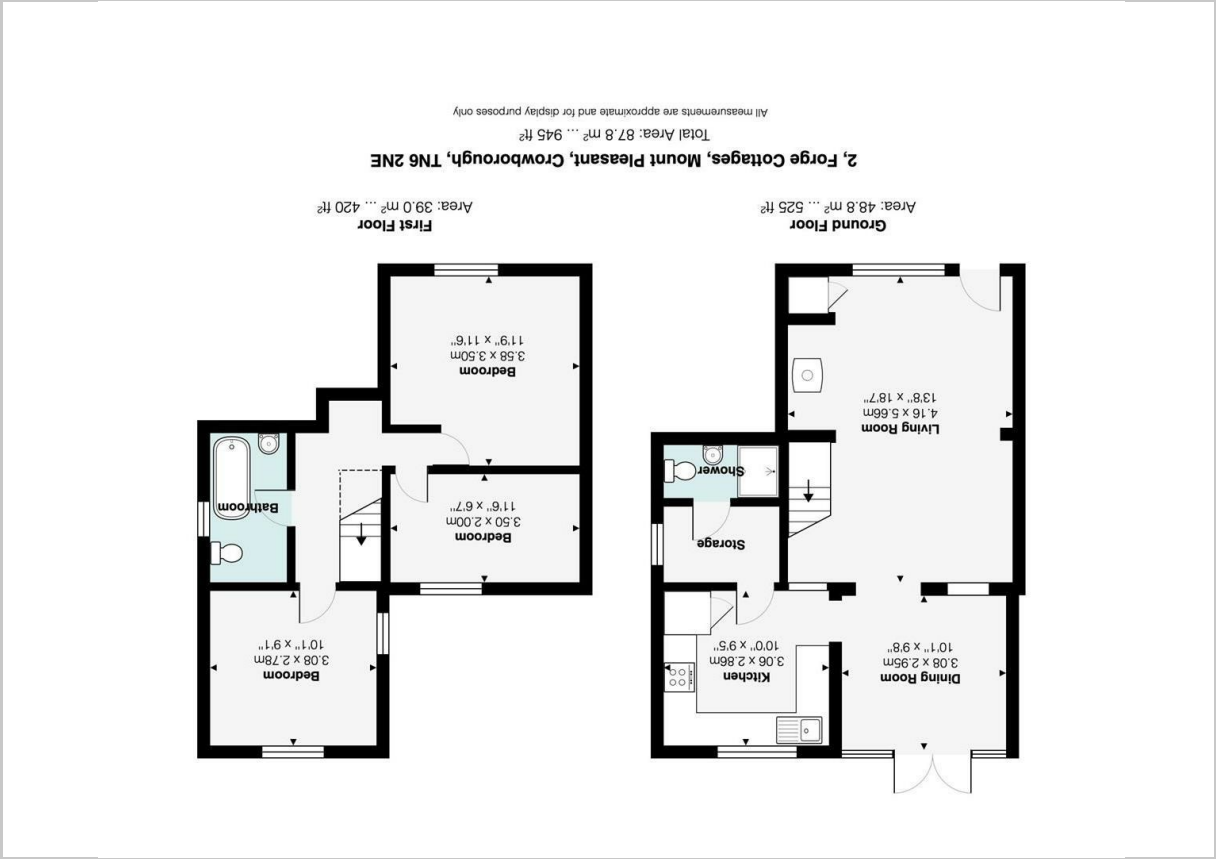 Dining Room
3.08 x 2.95m
10'1'' x 9'8''
Kitchen
3.06 x 2.86m
10'0'' x 9'5''
Storage
Shower
Living Room
4.16 x 5.66m
13'8'' x 18'7''
Ground Floor
Area: 48.8 m² ... 525 ft²
Bedroom
3.08 x 2.78m
10'1'' x 9'1''
Bedroom
3.50 x 2.00m
11'6'' x 6'7''
Bathroom
Bedroom
3.58 x 3.50m
11'9'' x 11'6''
First Floor
Area: 39.0 m² ... 420 ft²
2, Forge Cottages, Mount Pleasant, Crowborough, TN6 2NE
Total Area: 87.8 m² ... 945 ft²
All measurements are approximate and for display purposes only